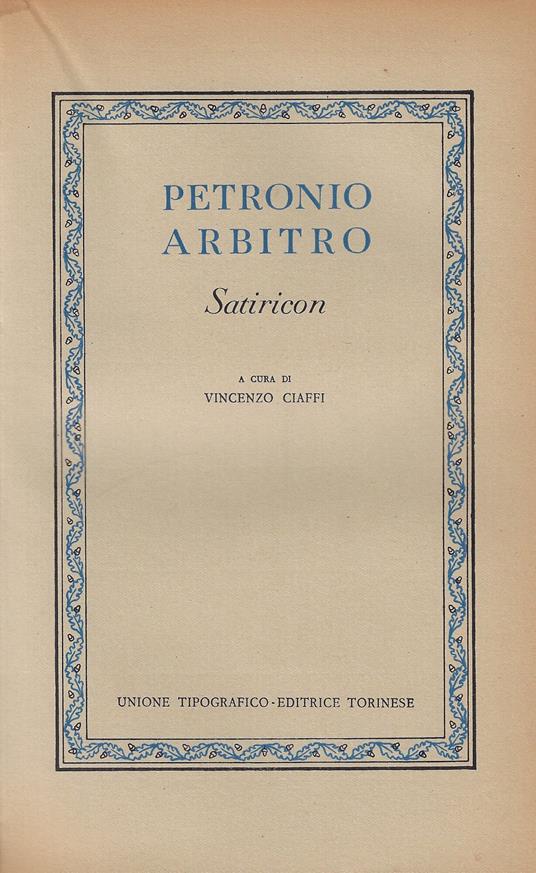 PETRONIO
ARBITRO
Satiricon
A CURA DI
VINCENZO CIAFFI
UNIONE TIPOGRAFICO-EDITRICE TORINESE